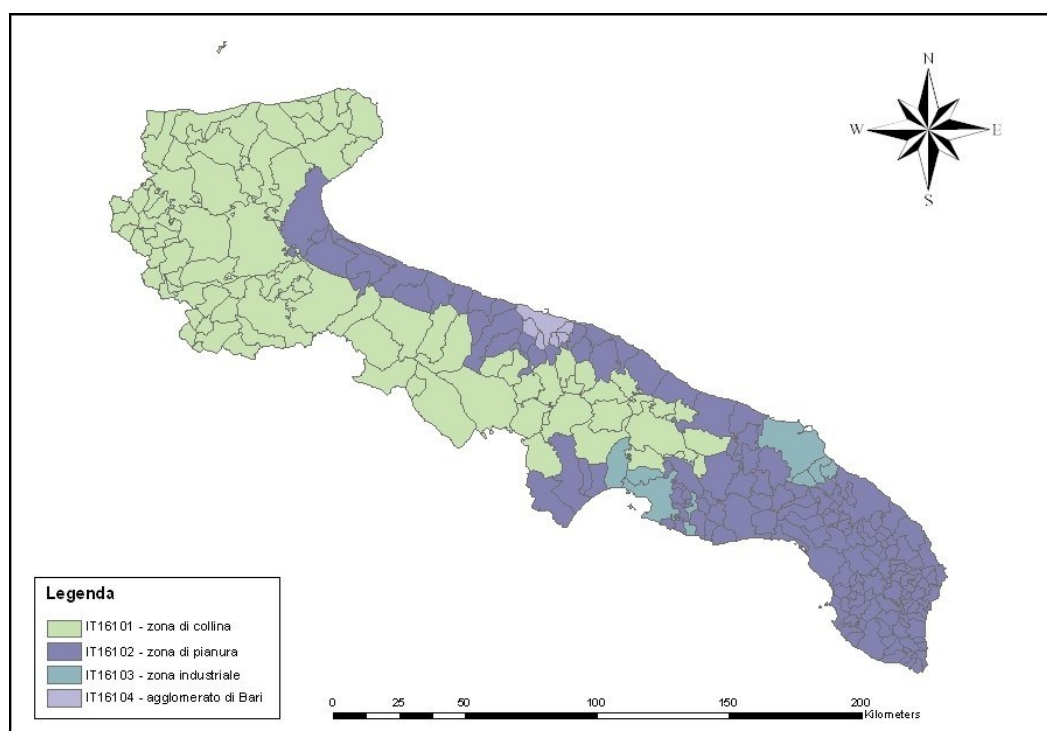 N
W E
S
Legenda
IT16101 - zona di collina
IT16102 - zona di pianura
IT16103 - zona industriale
IT16104 - agglomerato di Bari
0 25 50 100 150 200
Kilometers